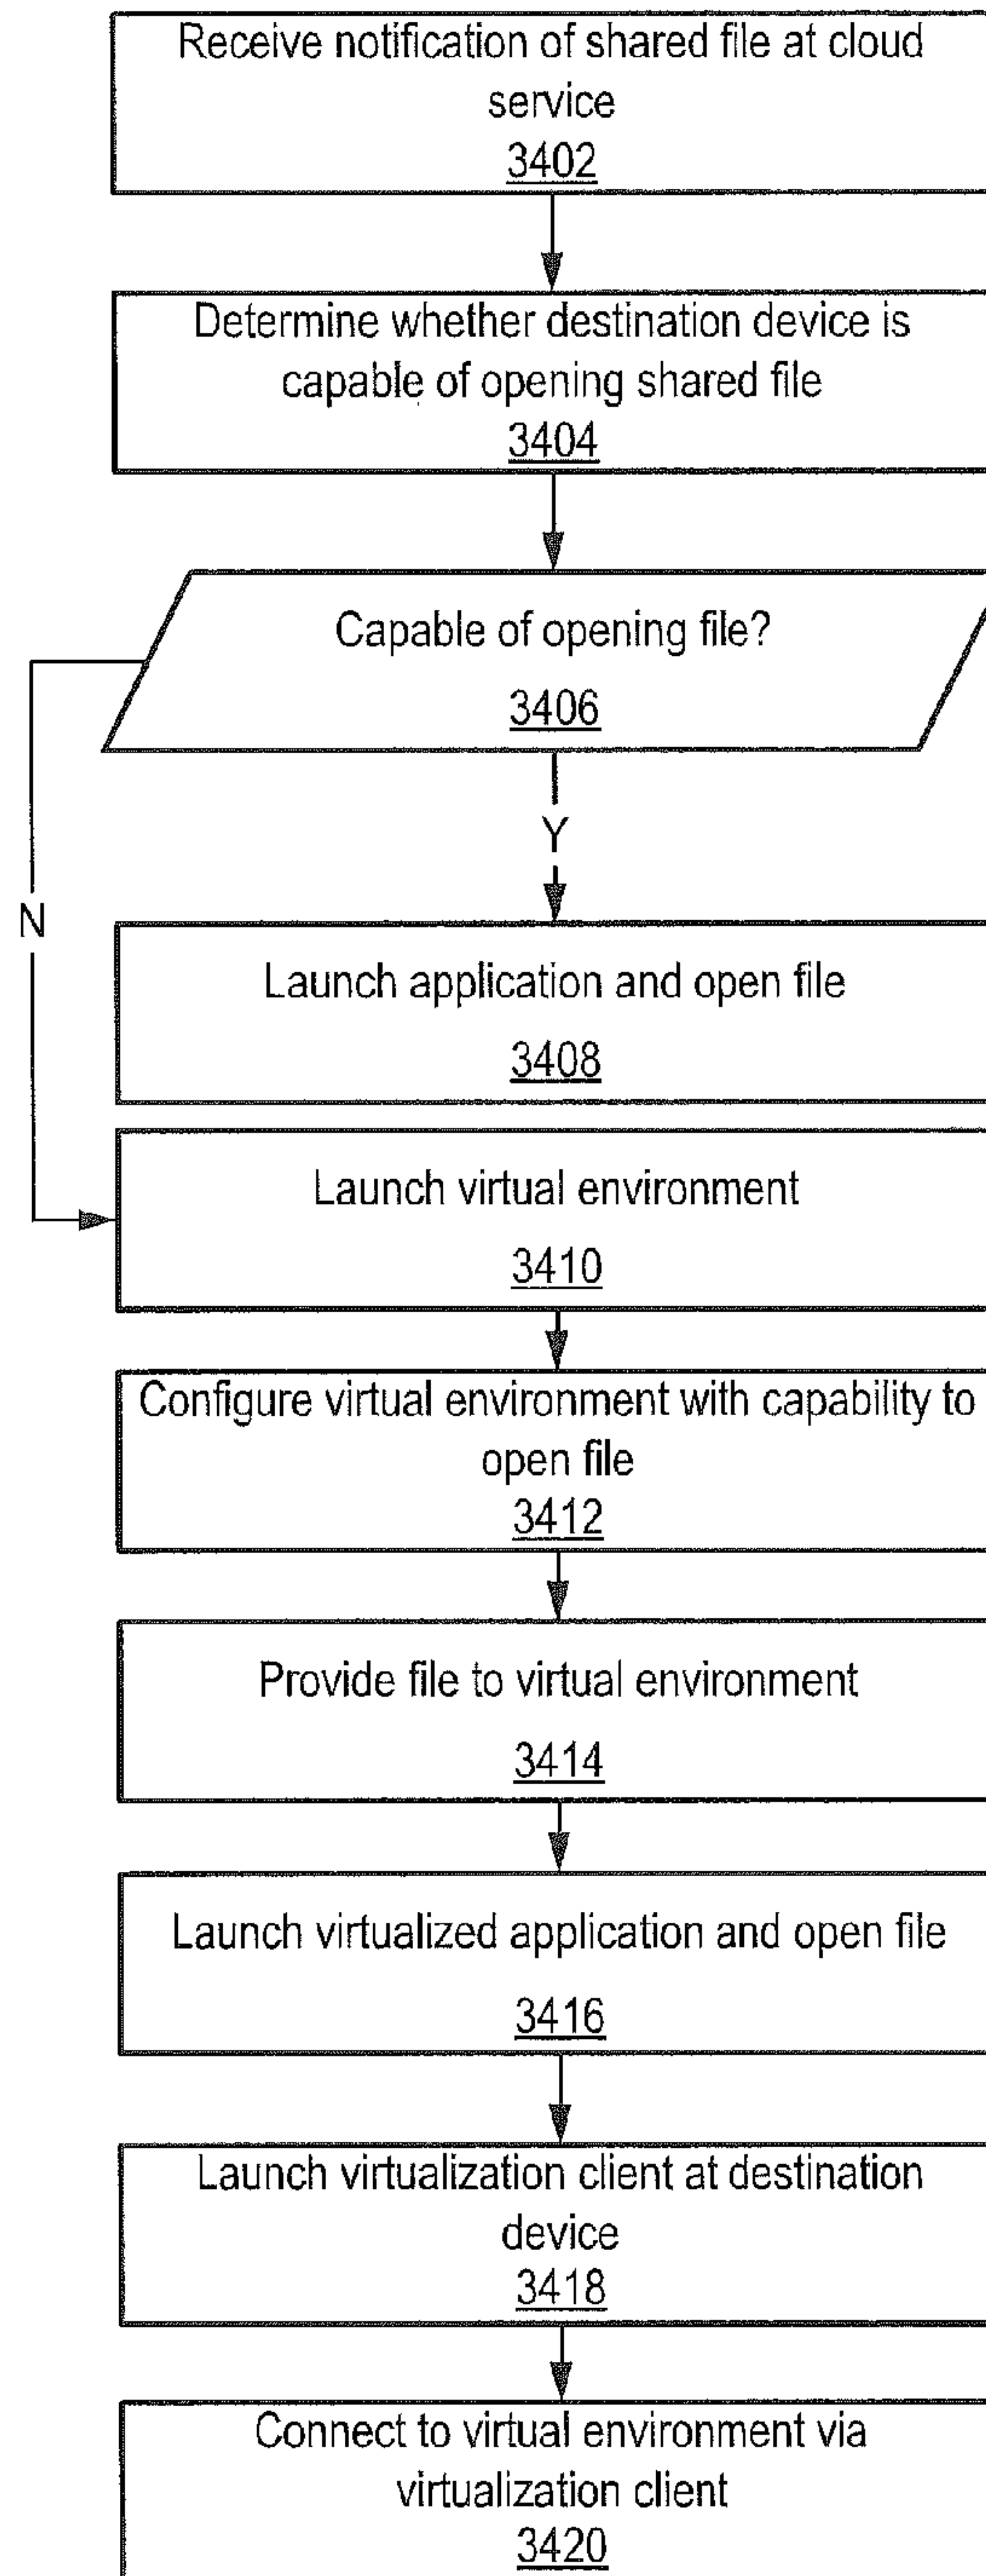 Receive notification of shared file at cloud
service
3402
Determine whether destination device is
capable of opening shared file
3404
Capable of opening file?
3406
Y
N
Launch application and open file
3408
Launch virtual environment
3410
Configure virtual environment with capability to
open file
3412
Provide file to virtual environment
3414
Launch virtualized application and open file
3416
Launch virtualization client at destination
device
3418
Connect to virtual environment via
virtualization client
3420